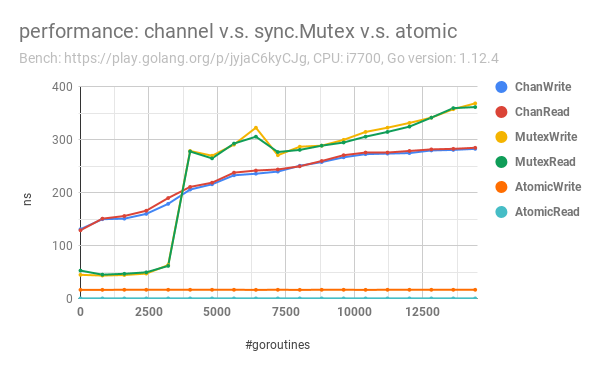 performance: channel v.s. sync.Mutex v.s. atomic
Bench: https://play.golang.org/p/jyjaC6kyCJg, CPU: i7700, Go version: 1.12.4
400
300
200
100
0
ns
0 2500 5000 7500 10000 12500
#goroutines
ChanWrite
ChanRead
MutexWrite
MutexRead
AtomicWrite
AtomicRead